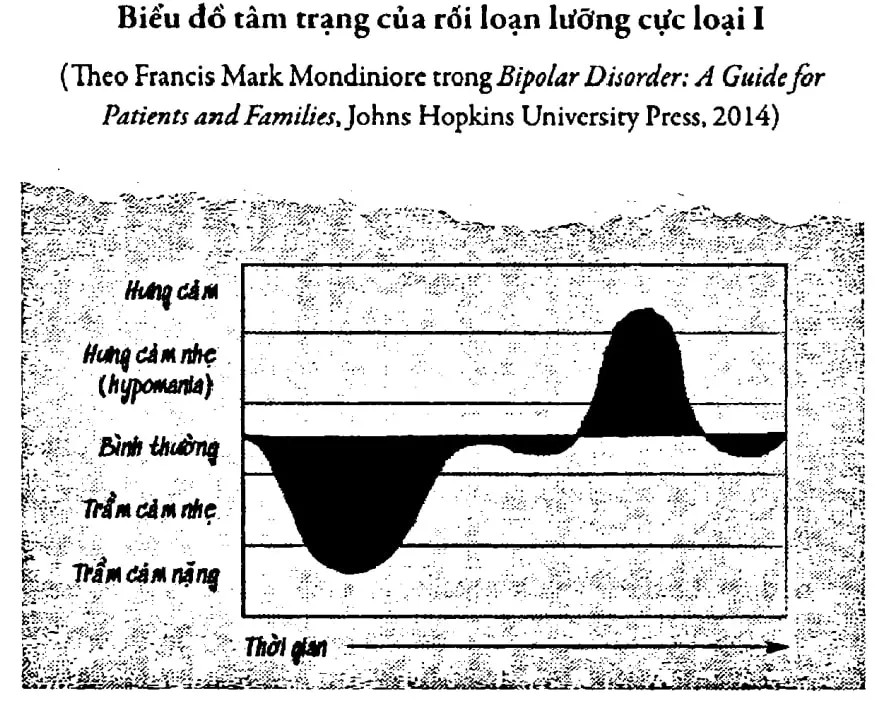 Biểu đồ tâm trạng của rối loạn lưỡng cực loại I
(Theo Francis Mark Mondiniore trong Bipolar Disorder: A Guide for
Patients and Families, Johns Hopkins University Press, 2014)
Hưng cảm
Hưng cảm nhẹ
(hypomania)
Bình thường
Trầm cảm nhẹ
Trầm cảm nặng
Thời gian